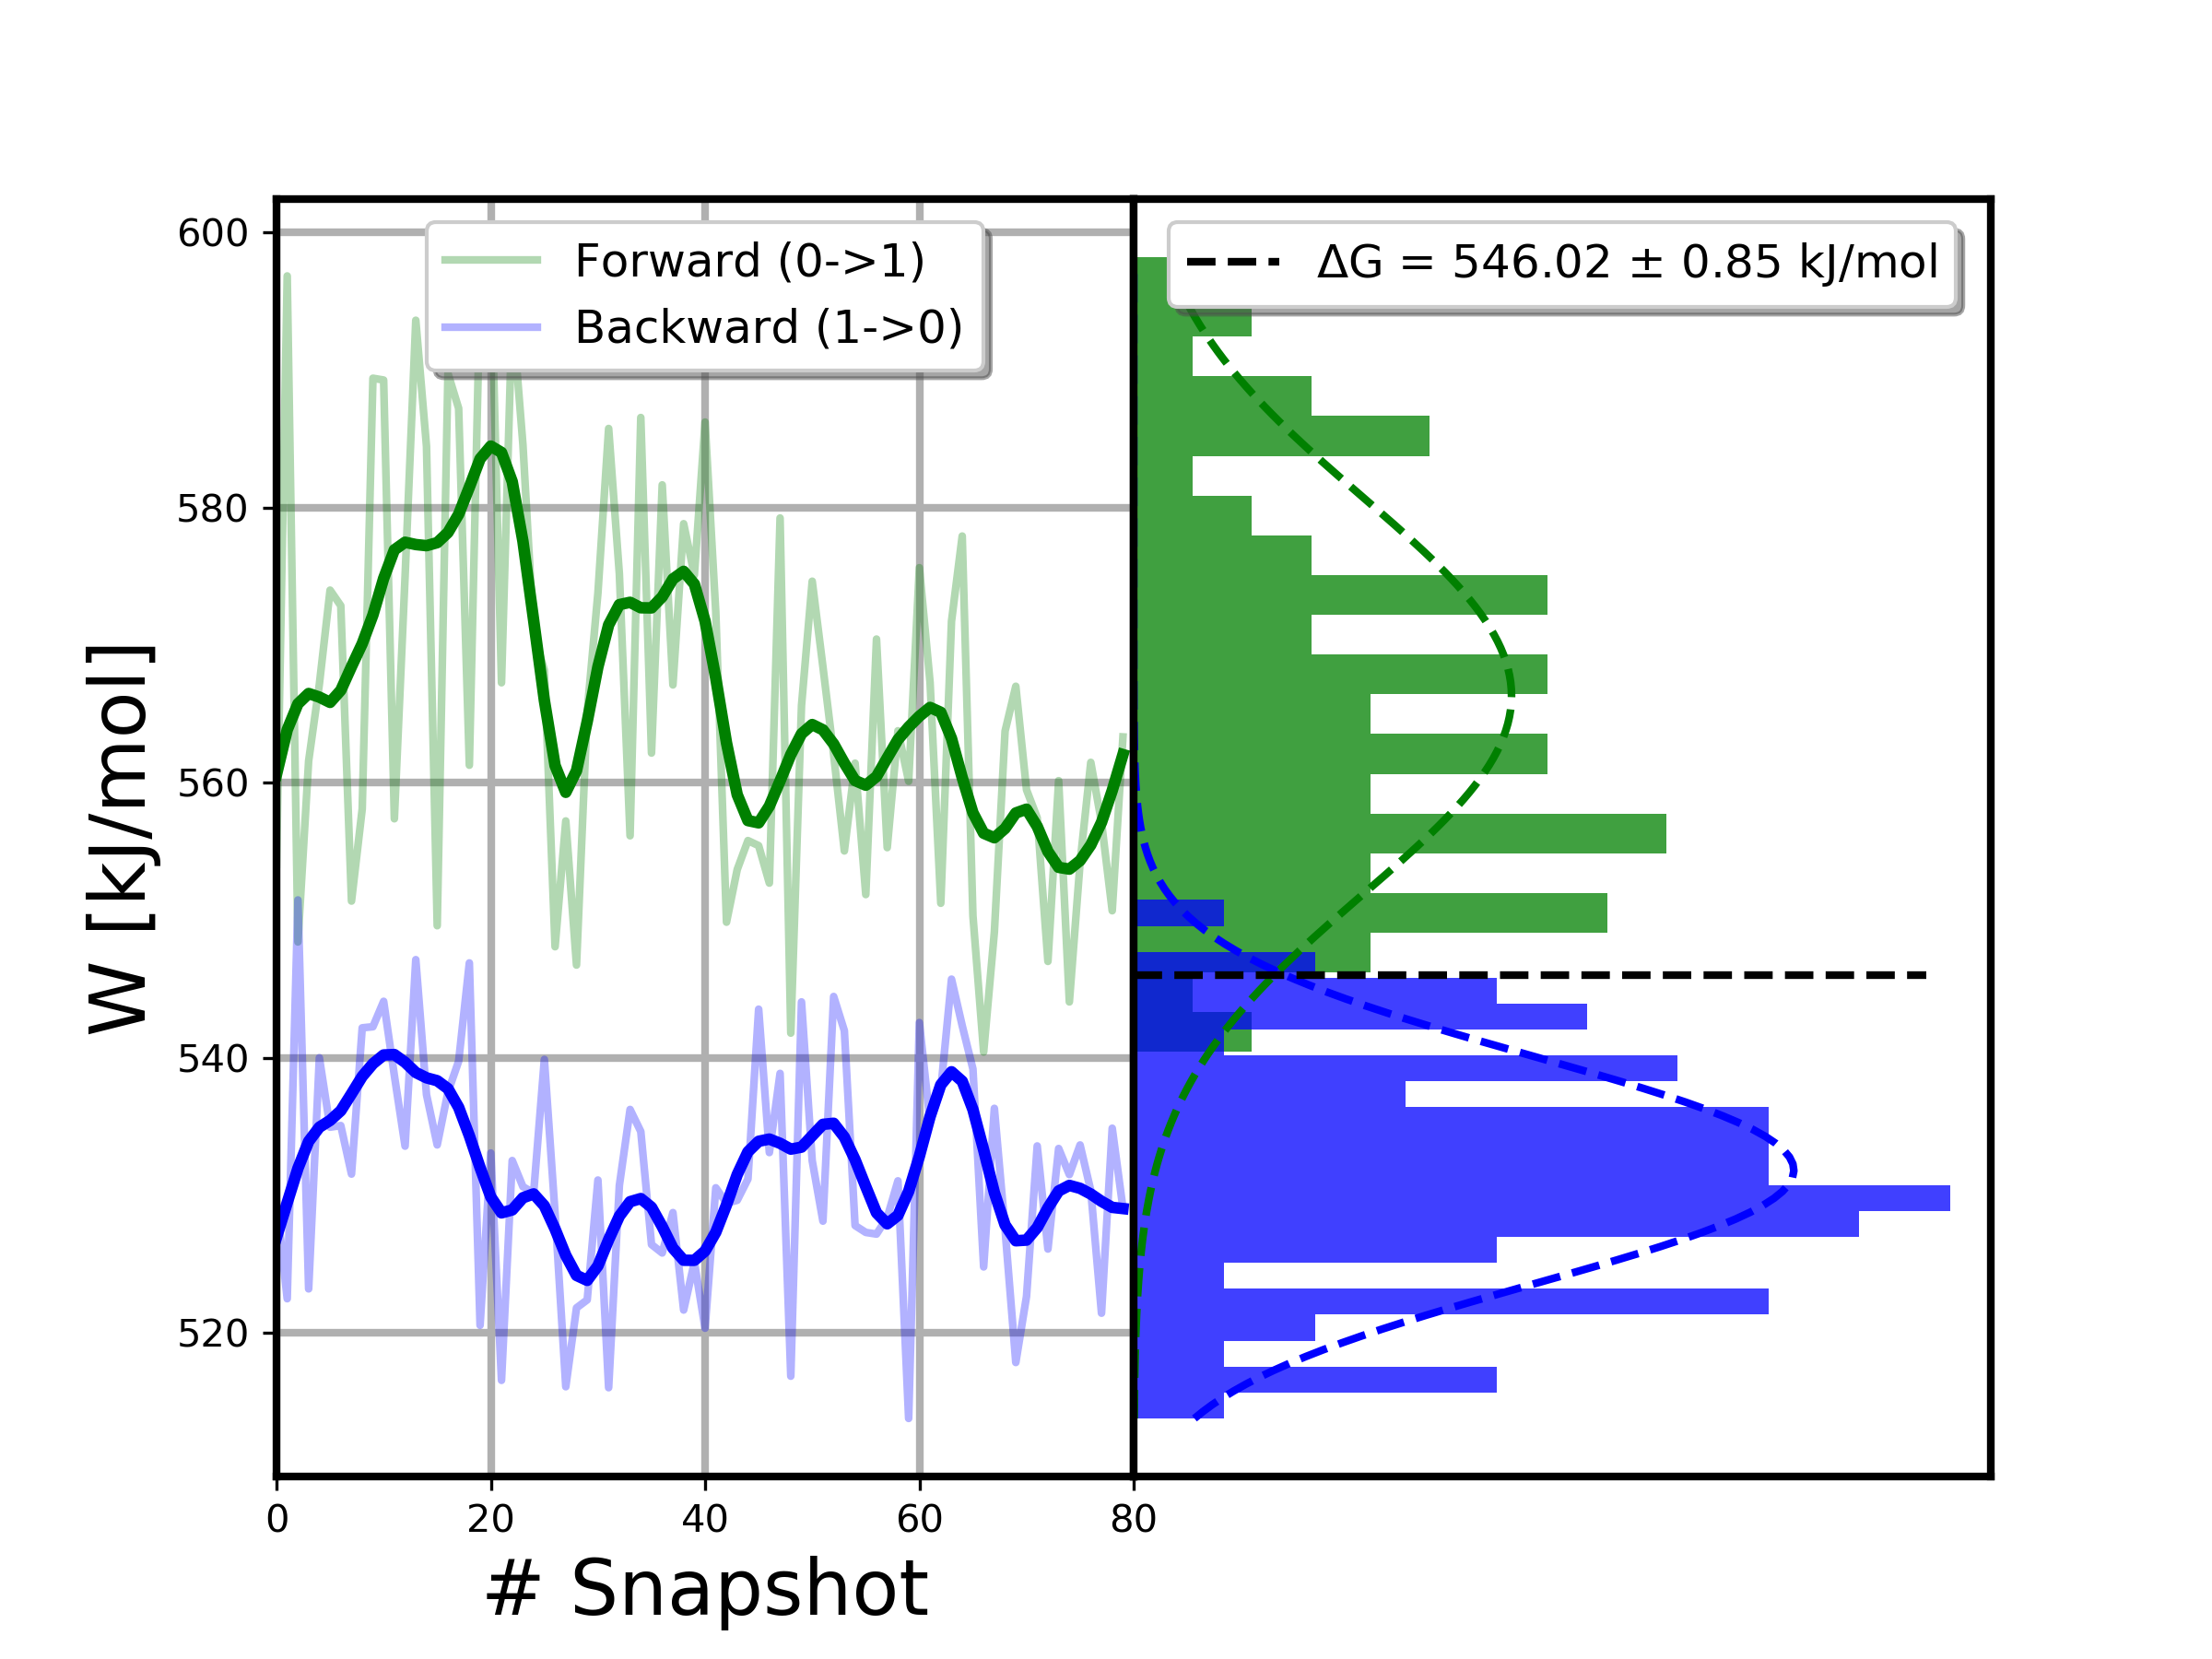 W [kJ/mol]
600
580
560
540
520
Forward (0->1)
Backward (1->0)
ΔG = 546.02 ± 0.85 kJ/mol
0 20 40 60 80
# Snapshot